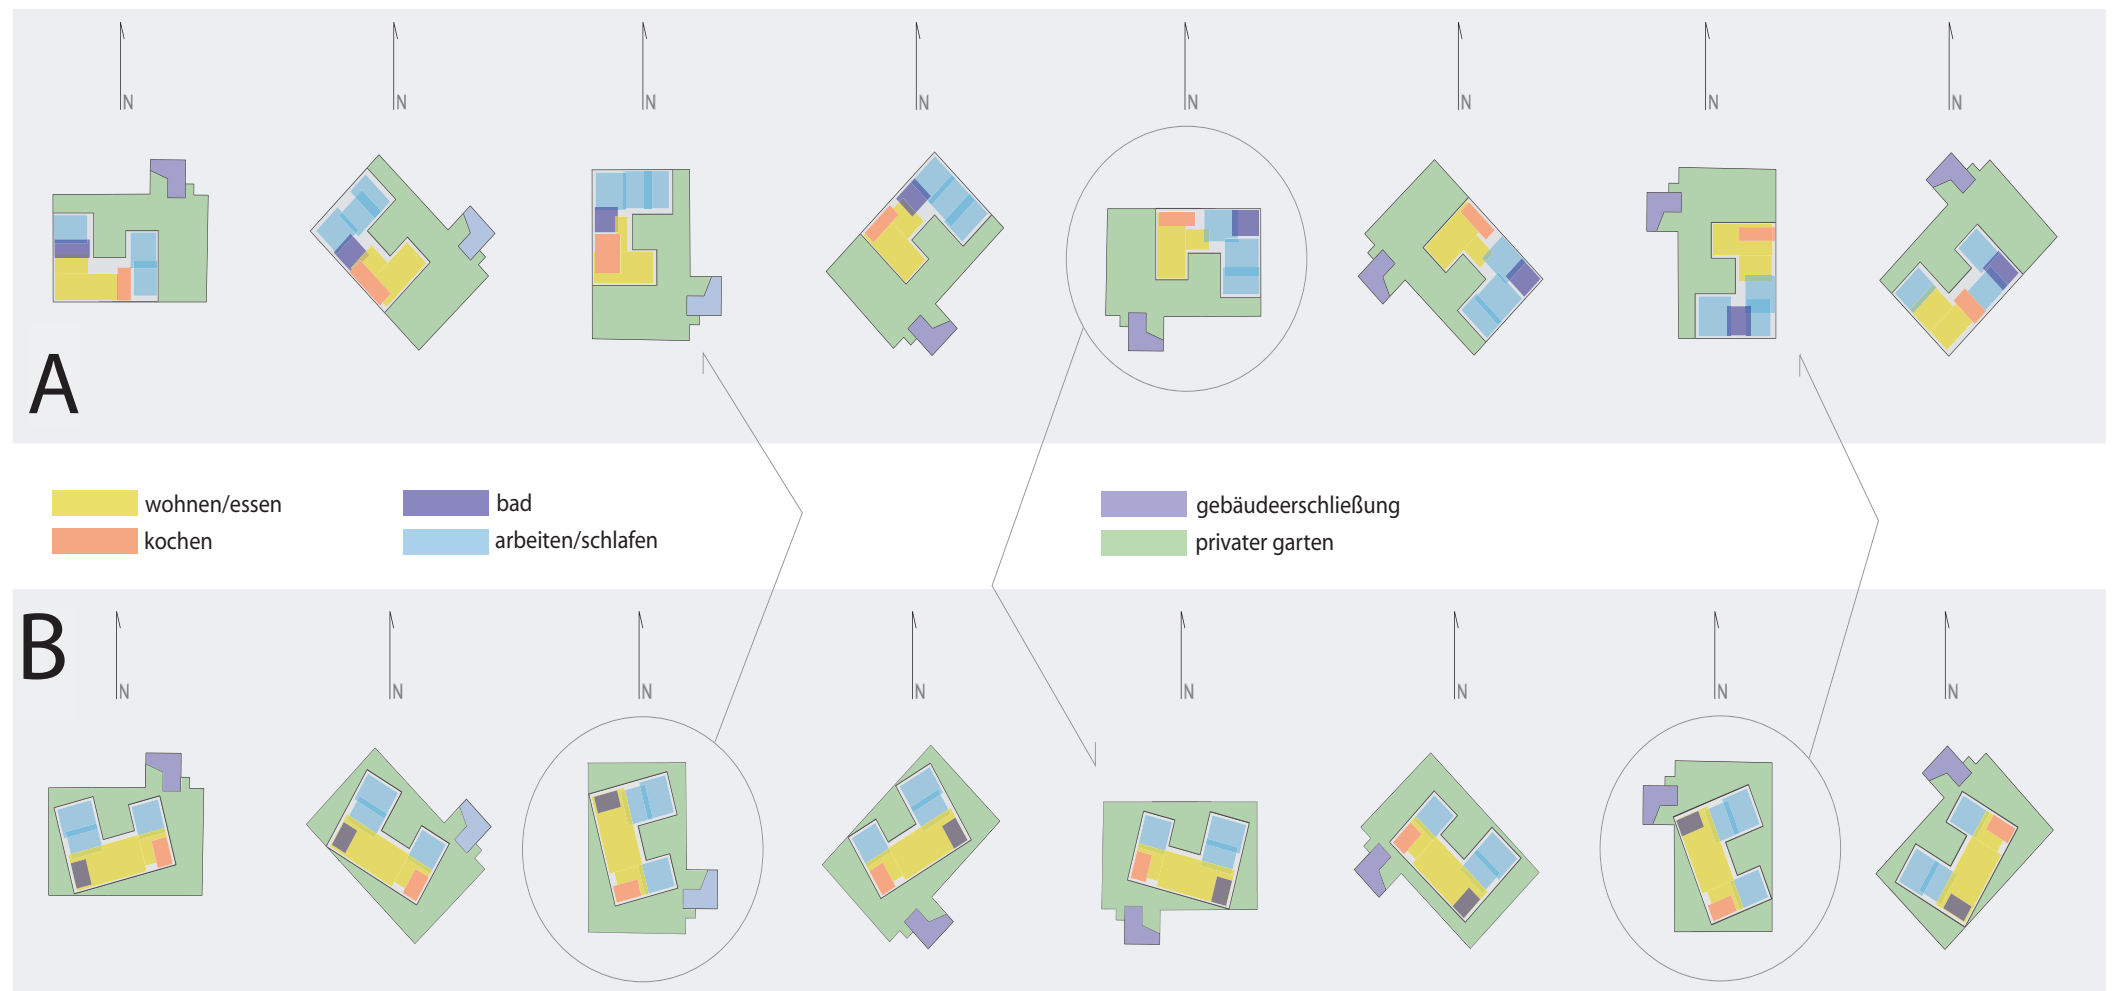 N N N N N N N N
A
wohnen/essen bad gebäudeerschließung
kochen arbeiten/schlafen privater garten
B
N N N N N N N N